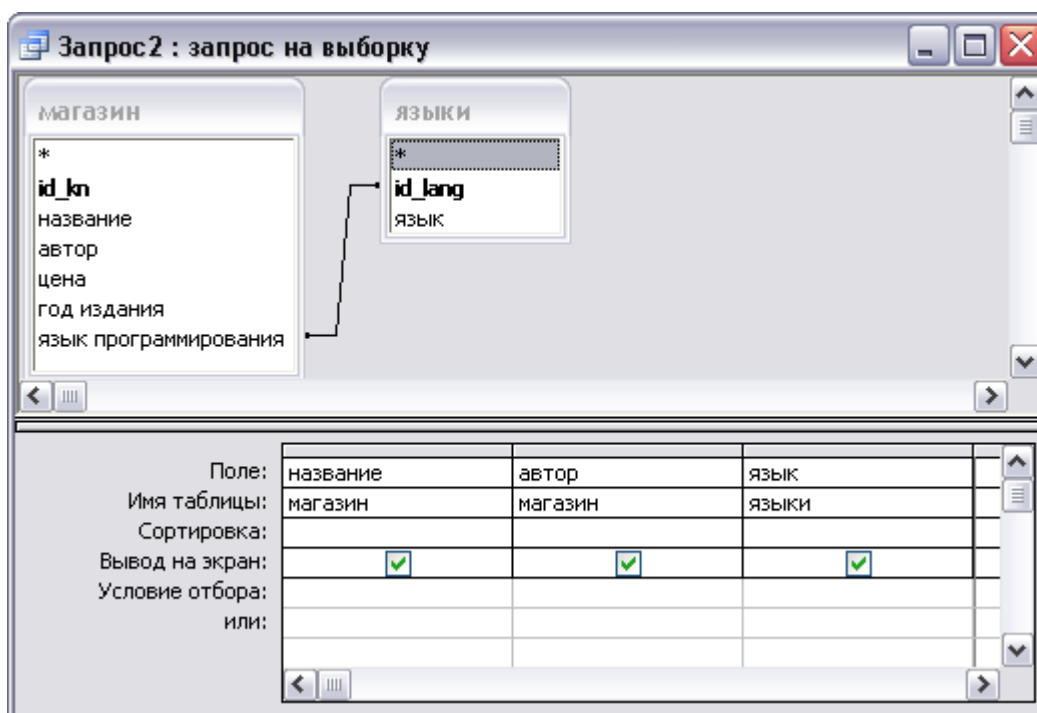 Запрос2 : запрос на выборку
магазин
*
id_kn
название
автор
цена
год издания
язык программирования
языки
*
id_lang
язык
Поле: название автор язык
Имя таблицы: магазин магазин языки
Сортировка:
Вывод на экран:
Условие отбора:
или: